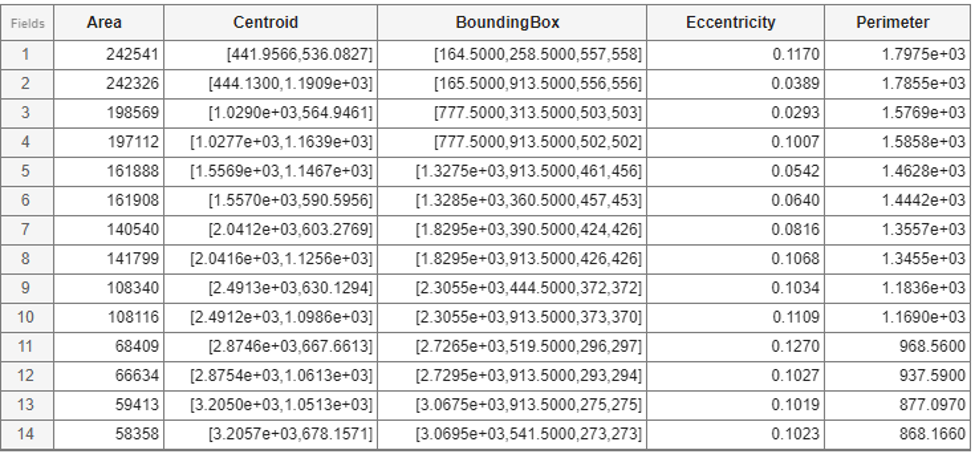 Fields Area Centroid BoundingBox Eccentricity Perimeter
1 242541 [441.9566,536.0827] [164.5000,258.5000,557,558] 0.1170 1.7975e+03
2 242326 [444.1300,1.1909e+03] [165.5000,913.5000,556,556] 0.0389 1.7855e+03
3 198569 [1.0290e+03,564.9461] [777.5000,313.5000,503,503] 0.0293 1.5769e+03
4 197112 [1.0277e+03,1.1639e+03] [777.5000,913.5000,502,502] 0.1007 1.5858e+03
5 161888 [1.5569e+03,1.1467e+03] [1.3275e+03,913.5000,461,456] 0.0542 1.4628e+03
6 161908 [1.5570e+03,590.5956] [1.3285e+03,360.5000,457,453] 0.0640 1.4442e+03
7 140540 [2.0412e+03,603.2769] [1.8295e+03,390.5000,424,426] 0.0816 1.3557e+03
8 141799 [2.0416e+03,1.1256e+03] [1.8295e+03,913.5000,426,426] 0.1068 1.3455e+03
9 108340 [2.4913e+03,630.1294] [2.3055e+03,444.5000,372,372] 0.1034 1.1836e+03
10 108116 [2.4912e+03,1.0986e+03] [2.3055e+03,913.5000,373,370] 0.1109 1.1690e+03
11 68409 [2.8746e+03,667.6613] [2.7265e+03,519.5000,296,297] 0.1270 968.5600
12 66634 [2.8754e+03,1.0613e+03] [2.7295e+03,913.5000,293,294] 0.1027 937.5900
13 59413 [3.2050e+03,1.0513e+03] [3.0675e+03,913.5000,275,275] 0.1019 877.0970
14 58358 [3.2057e+03,678.1571] [3.0695e+03,541.5000,273,273] 0.1023 868.1660